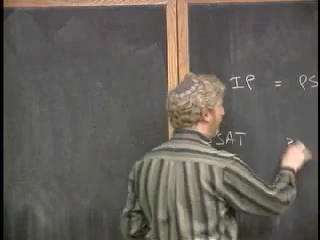 IP = PS
SAT